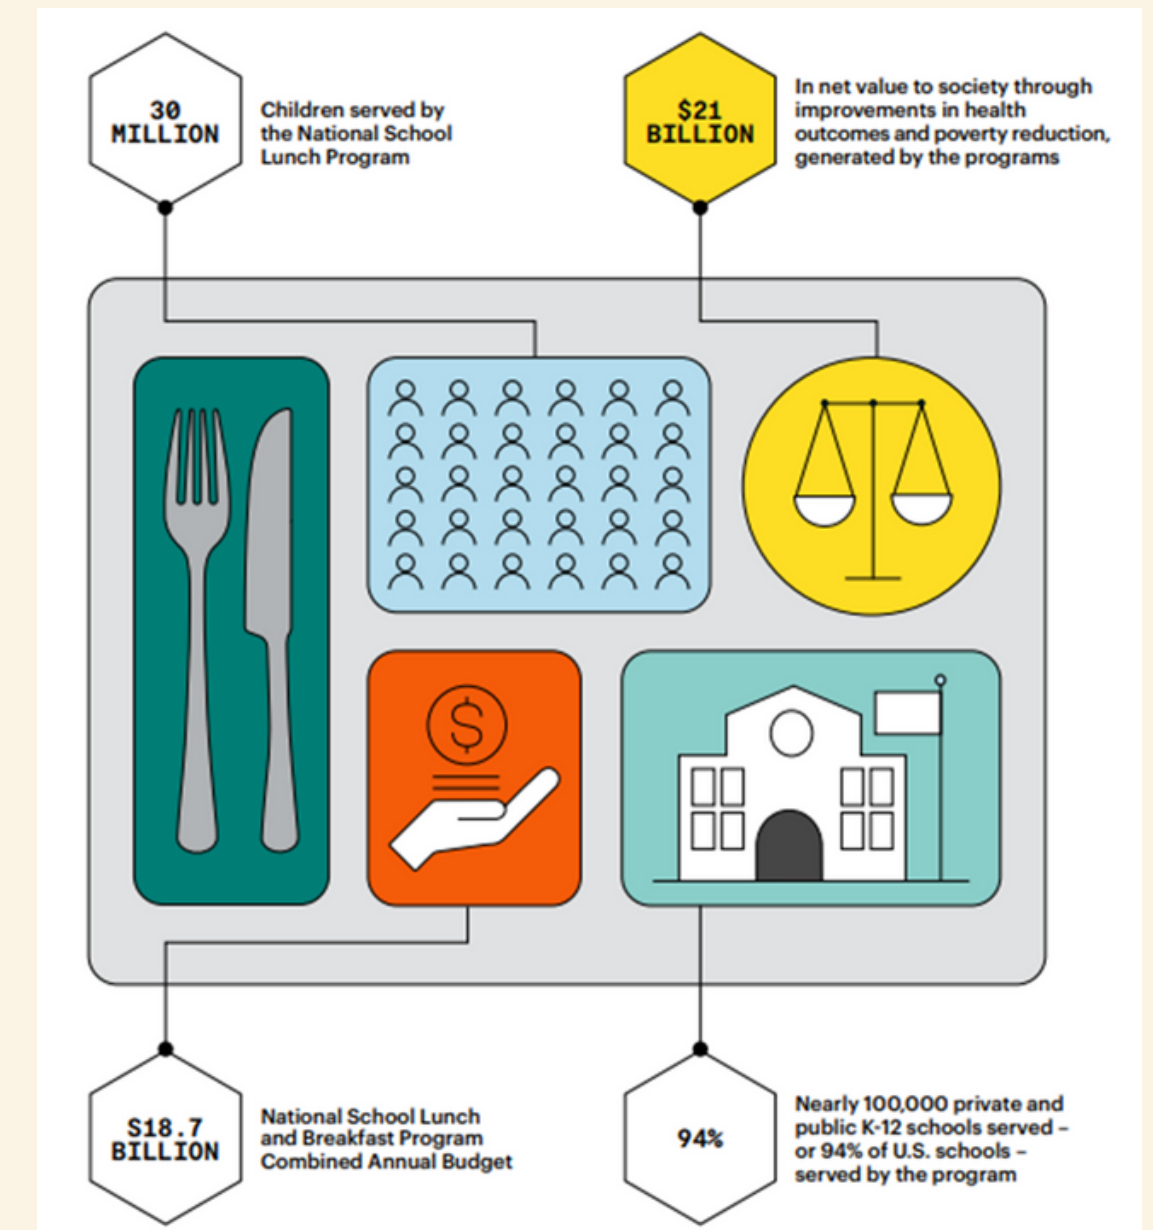 30
MILLION
Children served by
the National School
Lunch Program
$21
BILLION
In net value to society through
improvements in health
outcomes and poverty reduction,
generated by the programs
$
$18.7
BILLION
National School Lunch
and Breakfast Program
Combined Annual Budget
94%
Nearly 100,000 private and
public K-12 schools served –
or 94% of U.S. schools –
served by the program